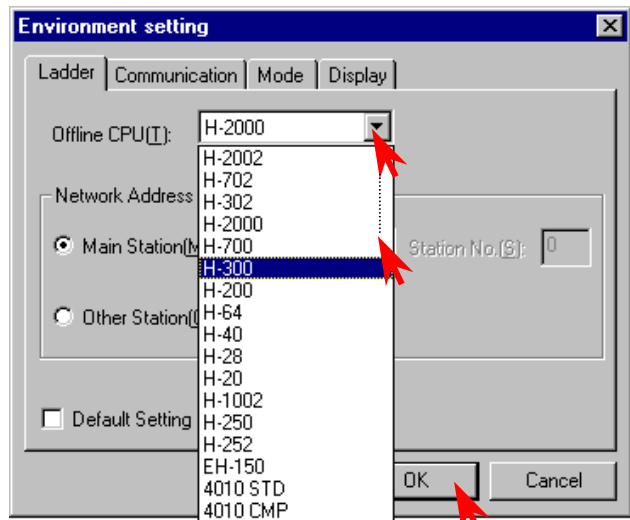 Environment setting
Ladder Communication Mode Display
Offline CPU(T): H-2000
H-2002
H-702
H-302
H-2000
H-700
H-300
H-200
H-64
H-40
H-28
H-20
H-1002
H-250
H-252
EH-150
4010 STD
4010 CMP
Network Address
Main Station(M
Station No.(S): 0
Other Station(
Default Setting
OK Cancel